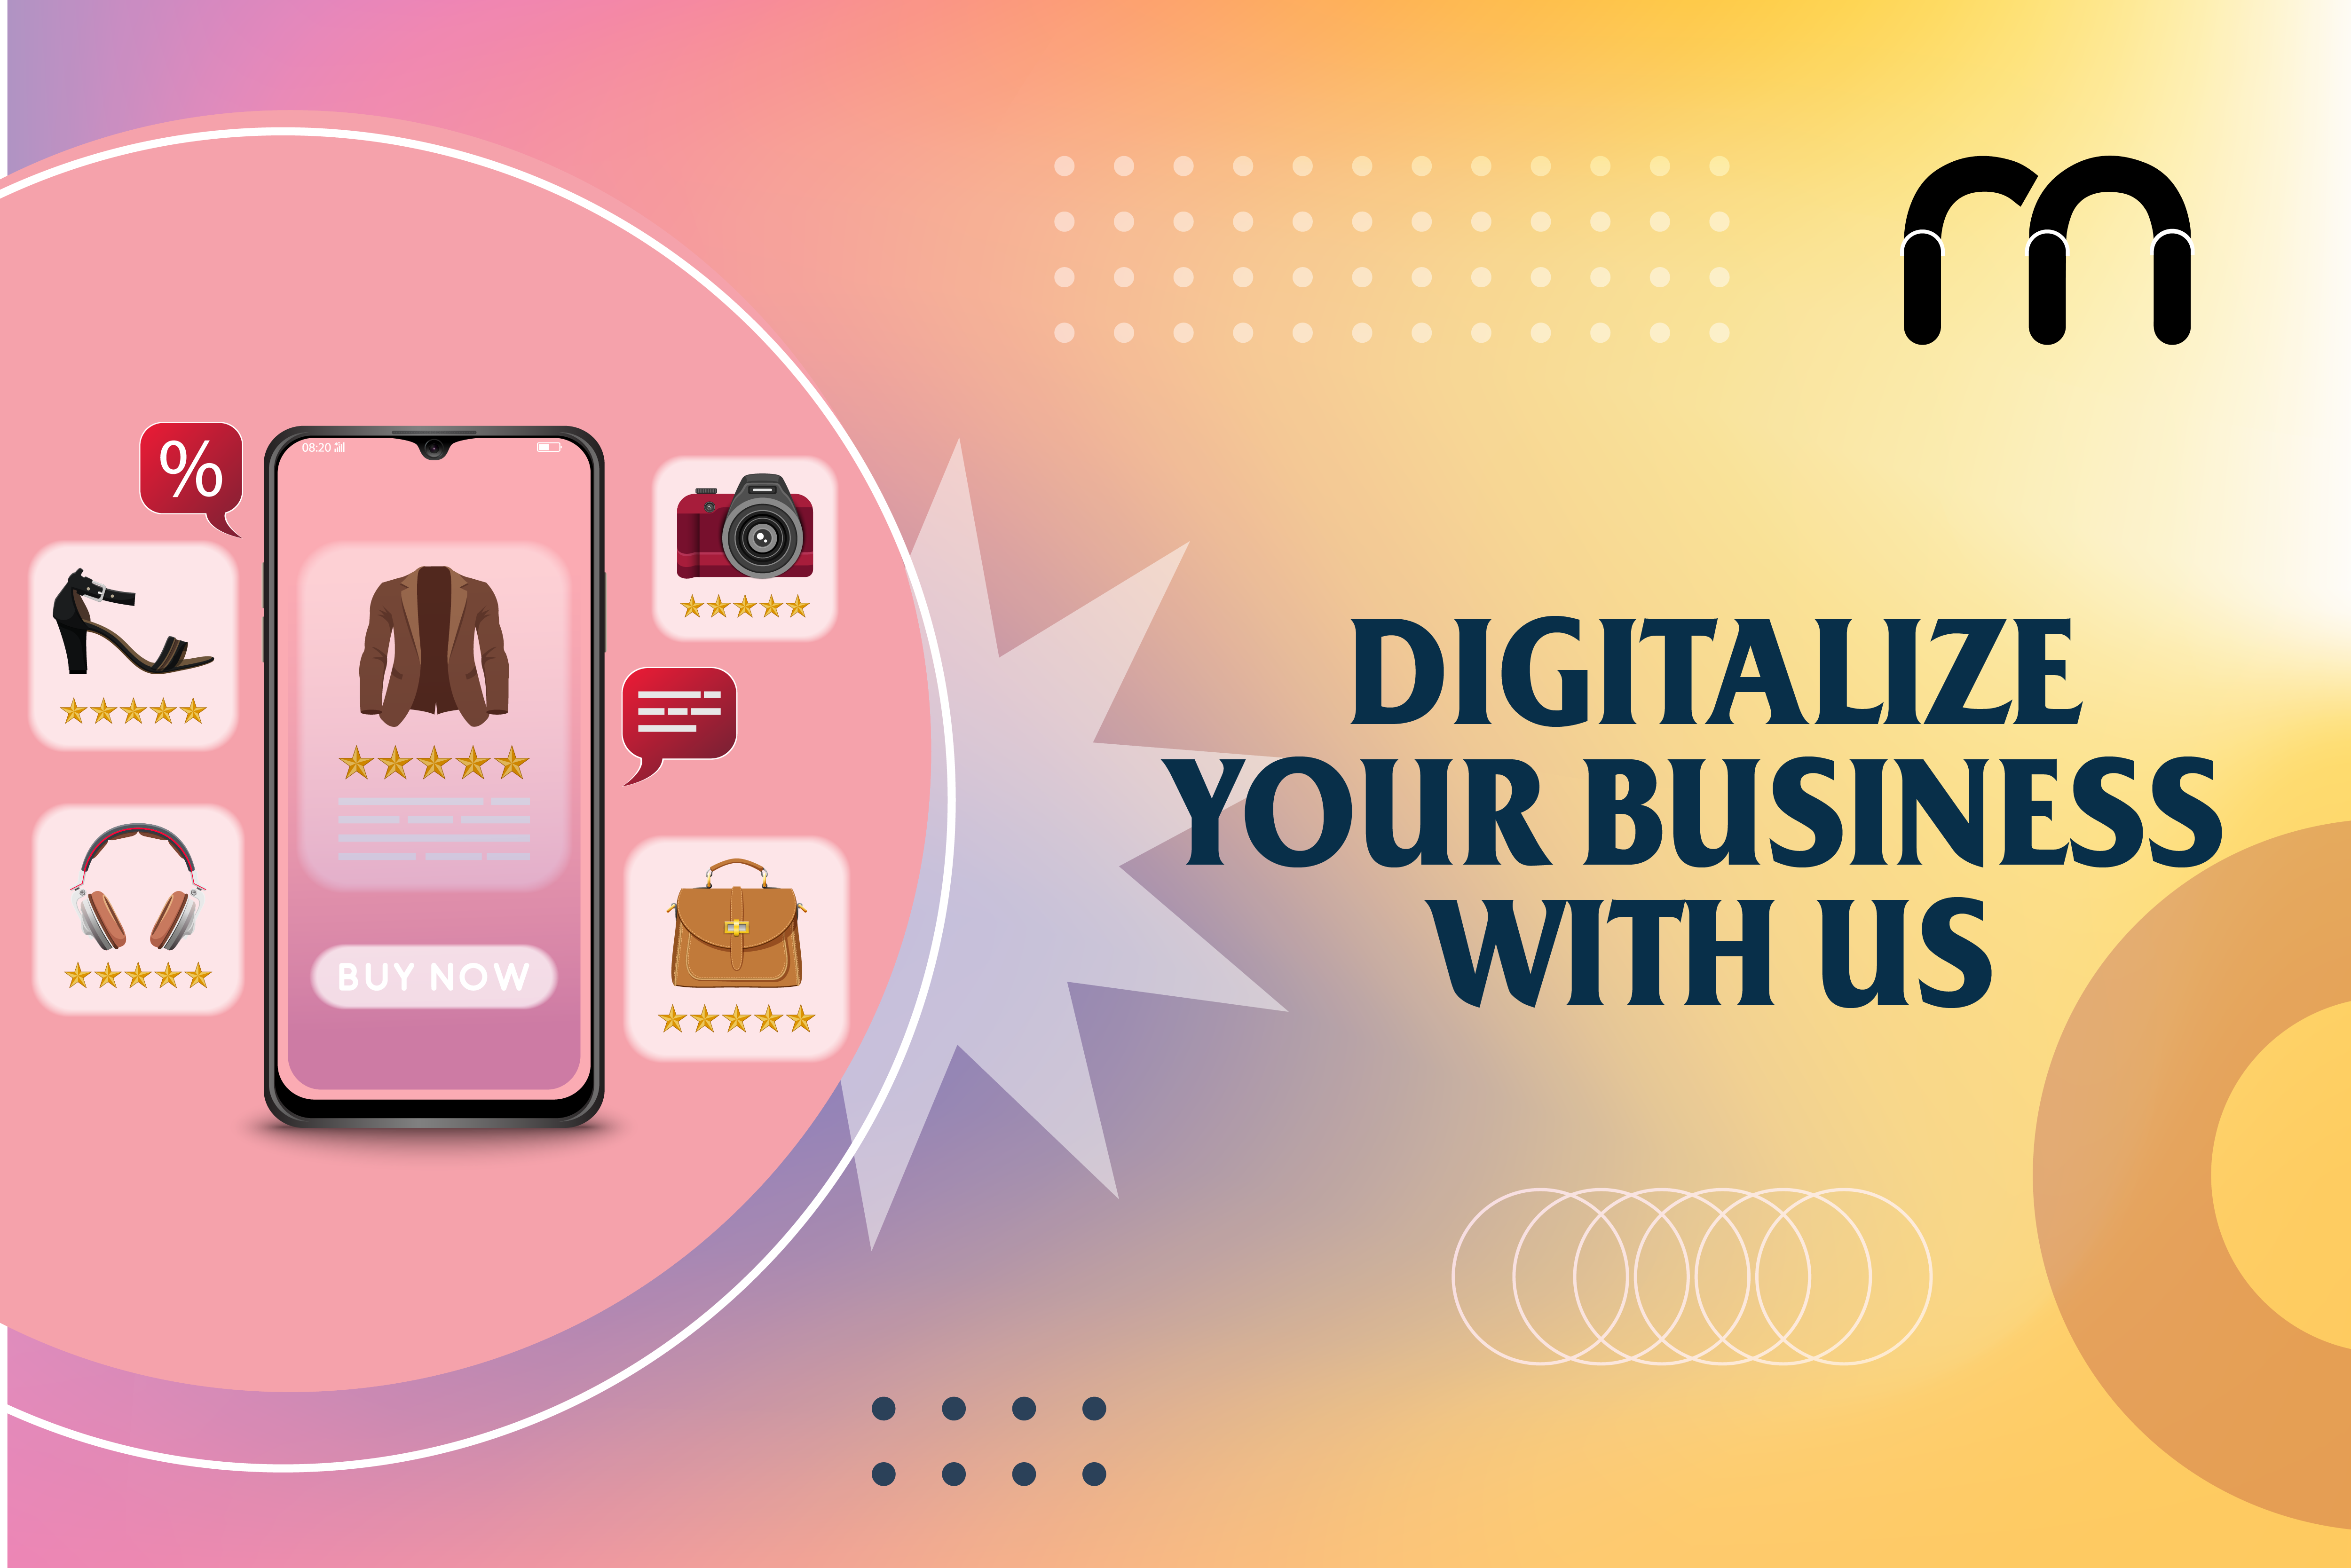 %
08:20
BUY NOW
m
DIGITALIZE
YOUR BUSINESS
WITH US